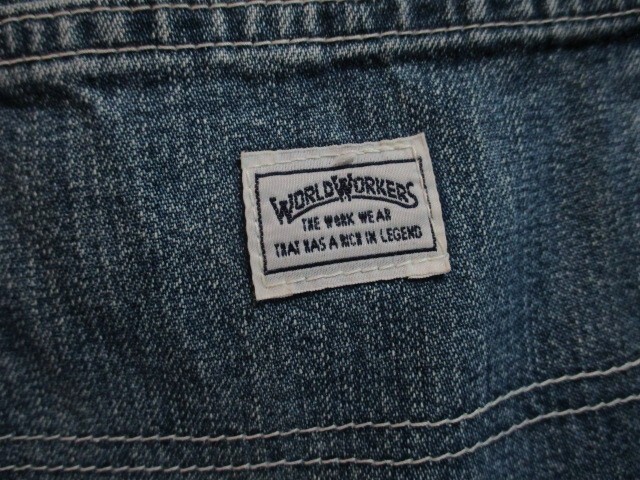 WORLD WORKERS
THE WORK WEAR
THAT HAS A RICH IN LEGEND